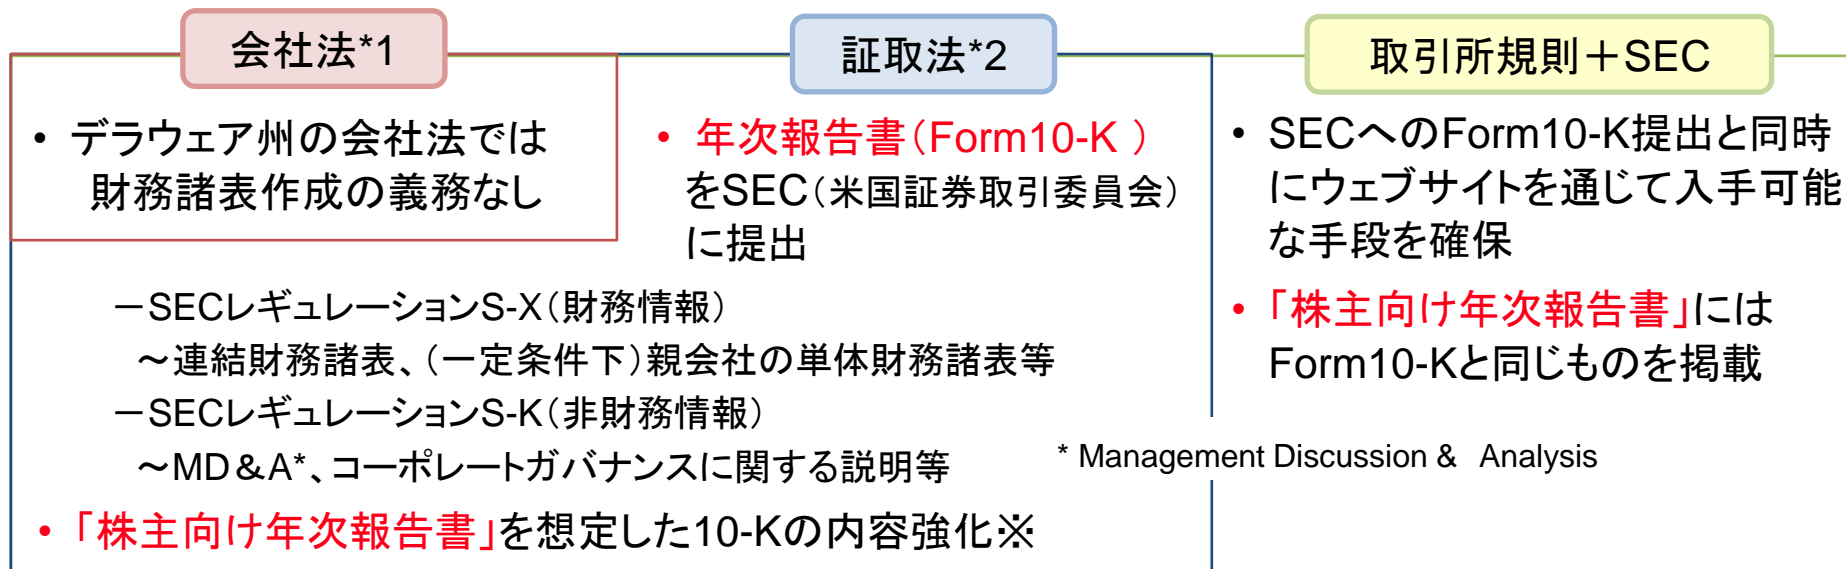 会社法*1
• デラウェア州の会社法では
財務諸表作成の義務なし
証取法*2
• 年次報告書（Form10-K ）
をSEC（米国証券取引委員会）
に提出
－SECレギュレーションS-X（財務情報）
～連結財務諸表、（一定条件下）親会社の単体財務諸表等
－SECレギュレーションS-K（非財務情報）
～MD＆A*、コーポレートガバナンスに関する説明等
• 「株主向け年次報告書」を想定した10-Kの内容強化※
取引所規則＋SEC
• SECへのForm10-K提出と同時
にウェブサイトを通じて入手可能
な手段を確保
• 「株主向け年次報告書」には
Form10-Kと同じものを掲載
* Management Discussion & Analysis